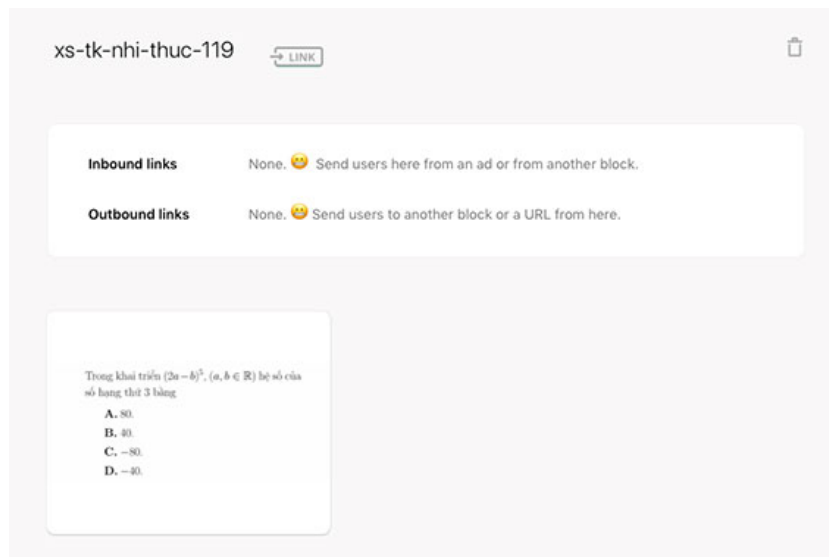 xs-tk-nhi-thuc-119
LINK
Inbound links None. 😬 Send users here from an ad or from another block.
Outbound links None. 😬 Send users to another block or a URL from here.
Trong khai triển (2a−b)⁵, (a, b ∈ ℝ) hệ số của
số hạng thứ 3 bằng
A. 80.
B. 40.
C. −80.
D. −40.